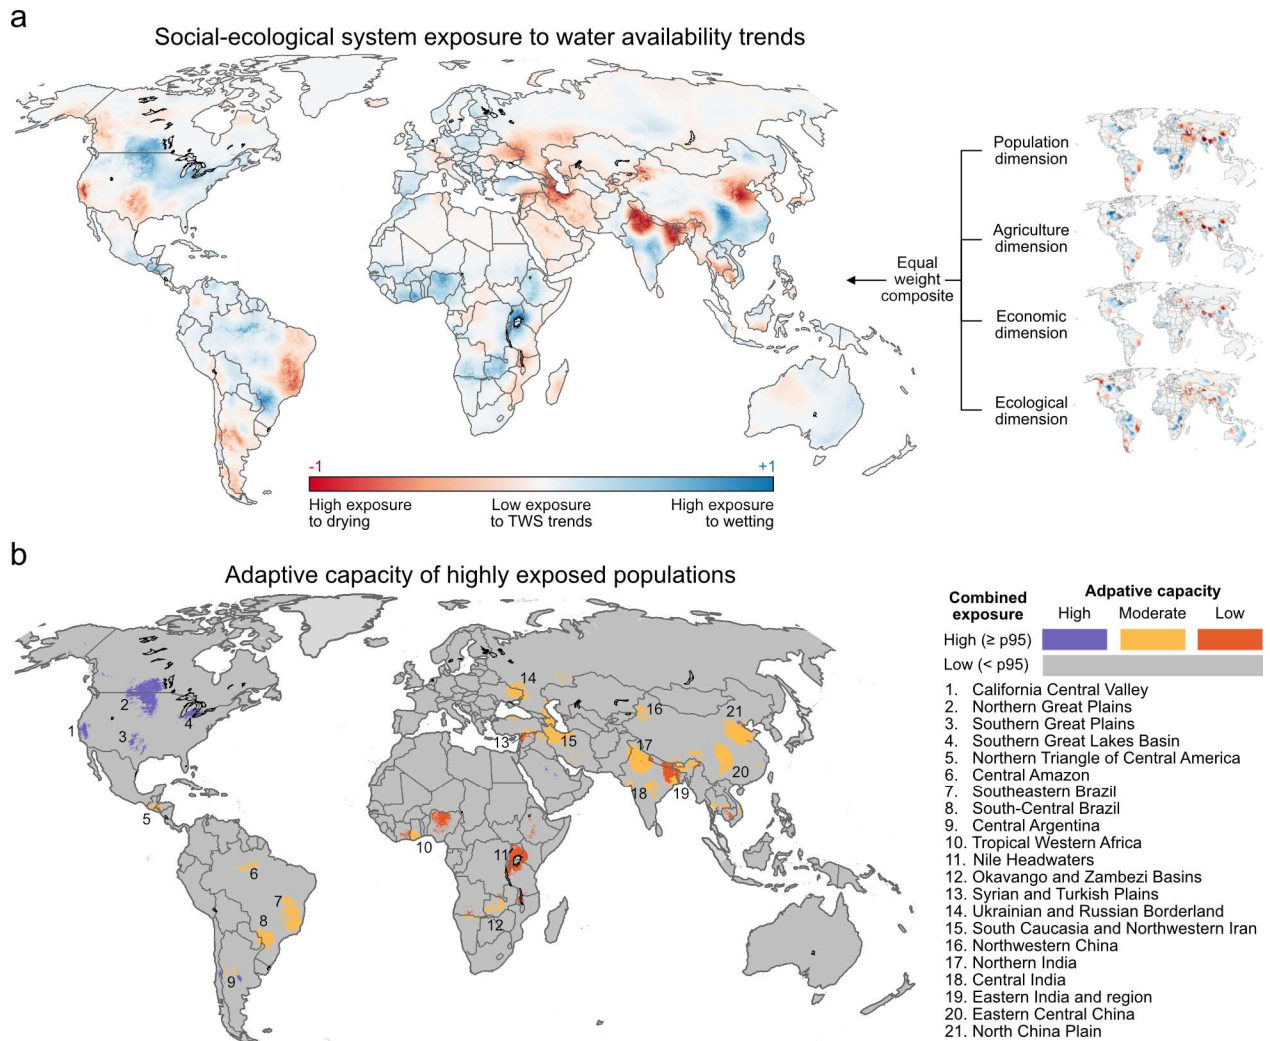 a
Social-ecological system exposure to water availability trends
-1
+1
High exposure
to drying
Low exposure
to TWS trends
High exposure
to wetting
Equal
weight
composite
Population
dimension
Agriculture
dimension
Economic
dimension
Ecological
dimension
b
Adaptive capacity of highly exposed populations
1
2
3
4
5
6
7
8
9
10
11
12
13
14
15
16
17
18
19
20
21
Combined
exposure
Adpative capacity
High
Moderate
Low
High (≥ p95)
Low (< p95)
1. California Central Valley
2. Northern Great Plains
3. Southern Great Plains
4. Southern Great Lakes Basin
5. Northern Triangle of Central America
6. Central Amazon
7. Southeastern Brazil
8. South-Central Brazil
9. Central Argentina
10. Tropical Western Africa
11. Nile Headwaters
12. Okavango and Zambezi Basins
13. Syrian and Turkish Plains
14. Ukrainian and Russian Borderland
15. South Caucasia and Northwestern Iran
16. Northwestern China
17. Northern India
18. Central India
19. Eastern India and region
20. Eastern Central China
21. North China Plain